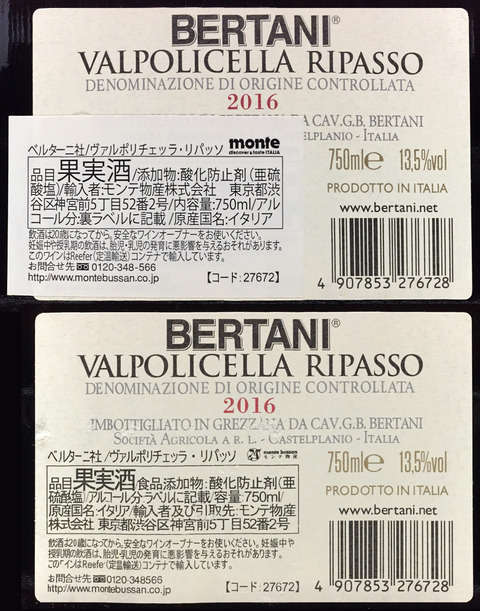 BERTANI®
VALPOLICELLA RIPASSO
DENOMINAZIONE DI ORIGINE CONTROLLATA
2016
DA CAV.G.B. BERTANI
CASTELPLANIO - ITALIA
ベルターニ社/ヴァルポリチェッラ・リパッソ monte
discover & taste ITALIA
品目果実酒/添加物:酸化防止剤(亜硫
酸塩)/輸入者:モンテ物産株式会社 東京都渋
谷区神宮前5丁目52番2号/内容量:750ml/アル
コール分:裏ラベルに記載/原産国名:イタリア
飲酒は20歳になってから。安全なワインオープナーをお使いください。
妊娠中や授乳期の飲酒は、胎児・乳児の発育に悪影響を与えるおそれがあります。
このワインはReefer(定温輸送)コンテナで輸入しています。
お問合せ先 0120-348-566
http://www.montebussan.co.jp 【コード:27672】
750ml e 13,5%vol
PRODOTTO IN ITALIA
www.bertani.net
4 907853 276728
BERTANI®
VALPOLICELLA RIPASSO
DENOMINAZIONE DI ORIGINE CONTROLLATA
2016
IMBOTTIGLIATO IN GREZZANA DA CAV.G.B. BERTANI
SOCIETÀ AGRICOLA A R. L. - CASTELPLANIO - ITALIA
ベルターニ社/ヴァルポリチェッラ・リパッソ monte bussan
モンテ物産
品目果実酒食品添加物:酸化防止剤(亜
硫酸塩)/アルコール分:ラベルに記載/容量:750ml/
原産国名:イタリア/輸入者及び引取先:モンテ物産
株式会社 東京都渋谷区神宮前5丁目52番2号
飲酒は20歳になってから。安全なワインオープナーをお使いください。妊娠中や
授乳期の飲酒は、胎児・乳児の発育に悪影響を与えるおそれがあります。
このワインはReefer(定温輸送)コンテナで輸入しています。
お問合せ先 0120-348566
http://www.montebussan.co.jp 【コード:27672】
750ml e 13,5%vol
PRODOTTO IN ITALIA
www.bertani.net
4 907853 276728